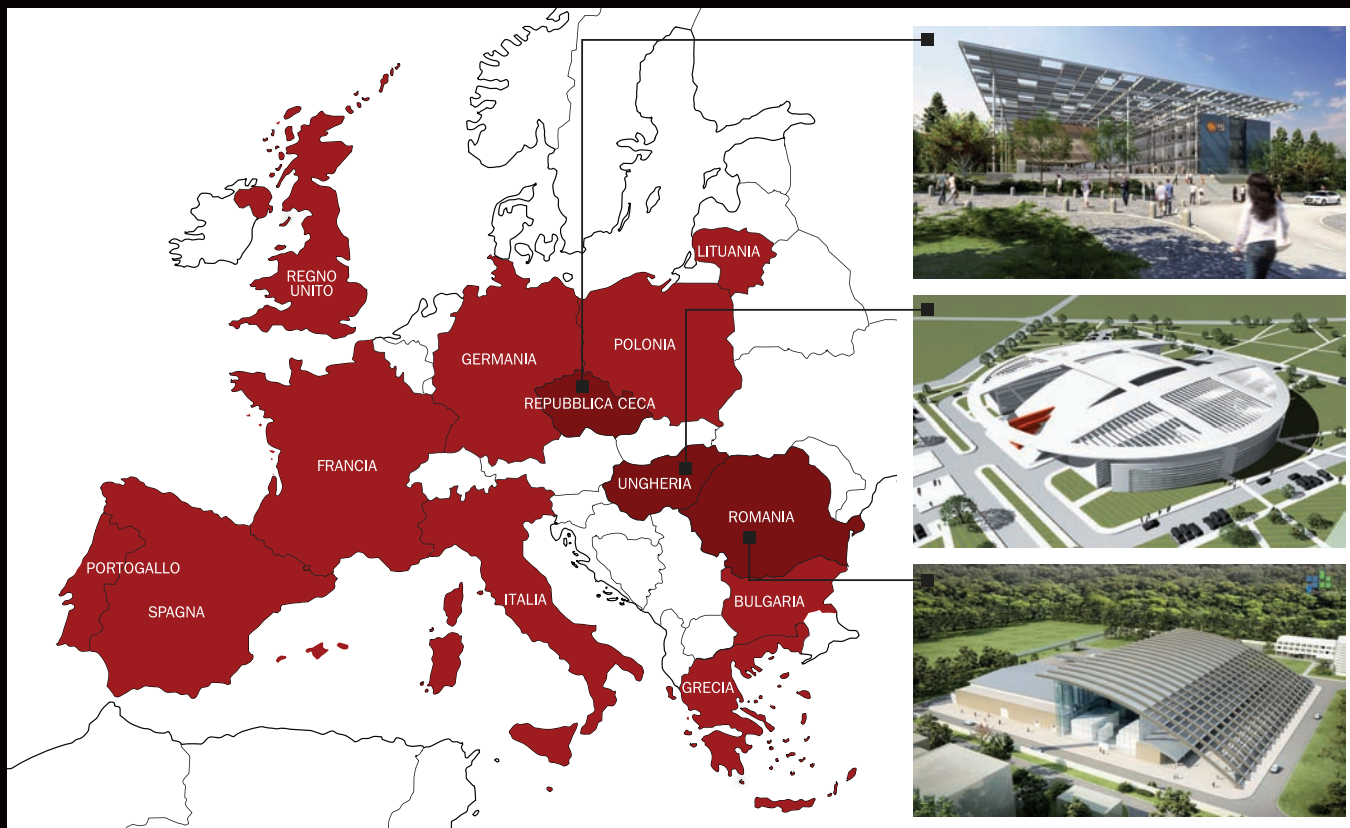 REGNO
UNITO
LITUANIA
GERMANIA
POLONIA
REPUBBLICA CECA
FRANCIA
UNGHERIA
ROMANIA
PORTOGALLO
SPAGNA
ITALIA
BULGARIA
GRECIA